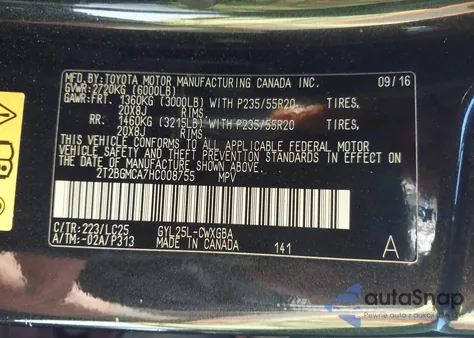 MFD.BY:TOYOTA MOTOR MANUFACTURING CANADA INC. 09/16
GVWR:2720KG (6000LB)
GAWR:FRT. 1360KG (3000LB) WITH P235/55R20 TIRES,
20X8J RIMS.
RR. 1460KG (3215LB) WITH P235/55R20 TIRES,
20X8J RIMS.
THIS VEHICLE CONFORMS TO ALL APPLICABLE FEDERAL MOTOR
VEHICLE SAFETY AND THEFT PREVENTION STANDARDS IN EFFECT
ON THE DATE OF MANUFACTURE SHOWN ABOVE.
2T2BGMCA7HC008755 MPV
C/TR:223/LC25 GYL25L-CWXGBA
A/TM:-02A/P313 MADE IN CANADA 141 A
autoSnap
Pewne auta z aukcji